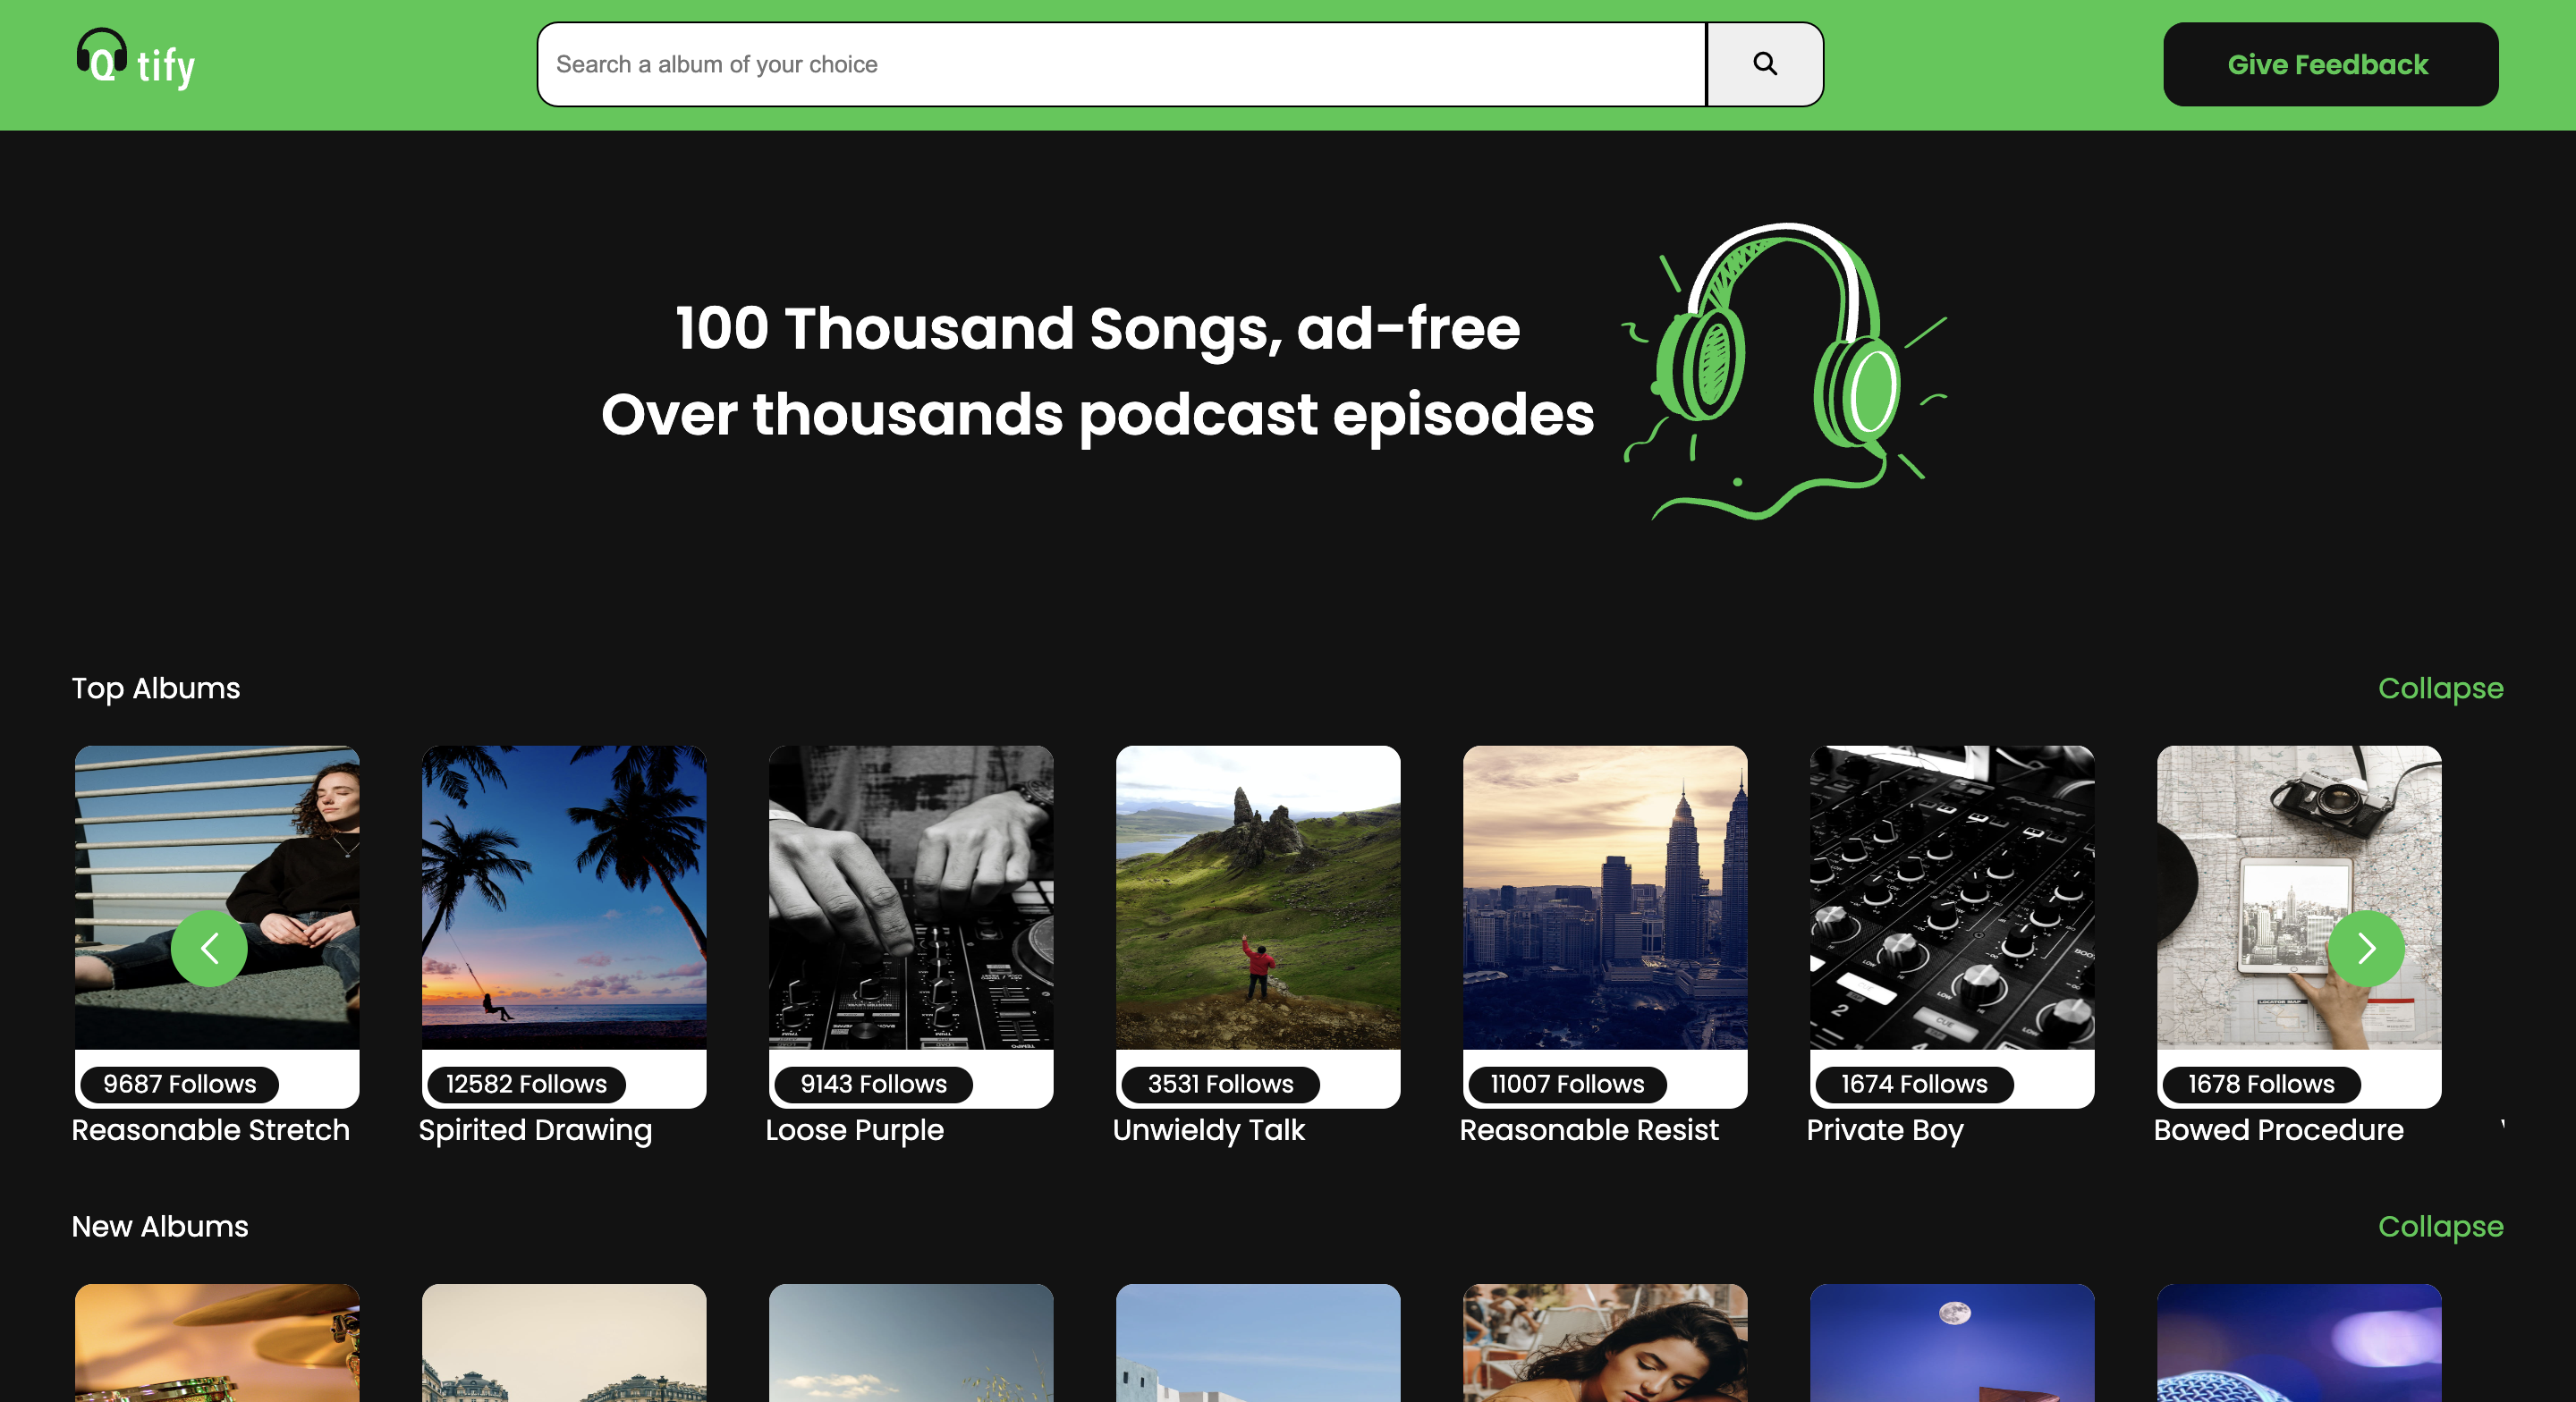 Qtify
Search a album of your choice
Give Feedback
100 Thousand Songs, ad-free
Over thousands podcast episodes
Top Albums
Collapse
9687 Follows
12582 Follows
9143 Follows
3531 Follows
11007 Follows
1674 Follows
1678 Follows
Reasonable Stretch
Spirited Drawing
Loose Purple
Unwieldy Talk
Reasonable Resist
Private Boy
Bowed Procedure
New Albums
Collapse